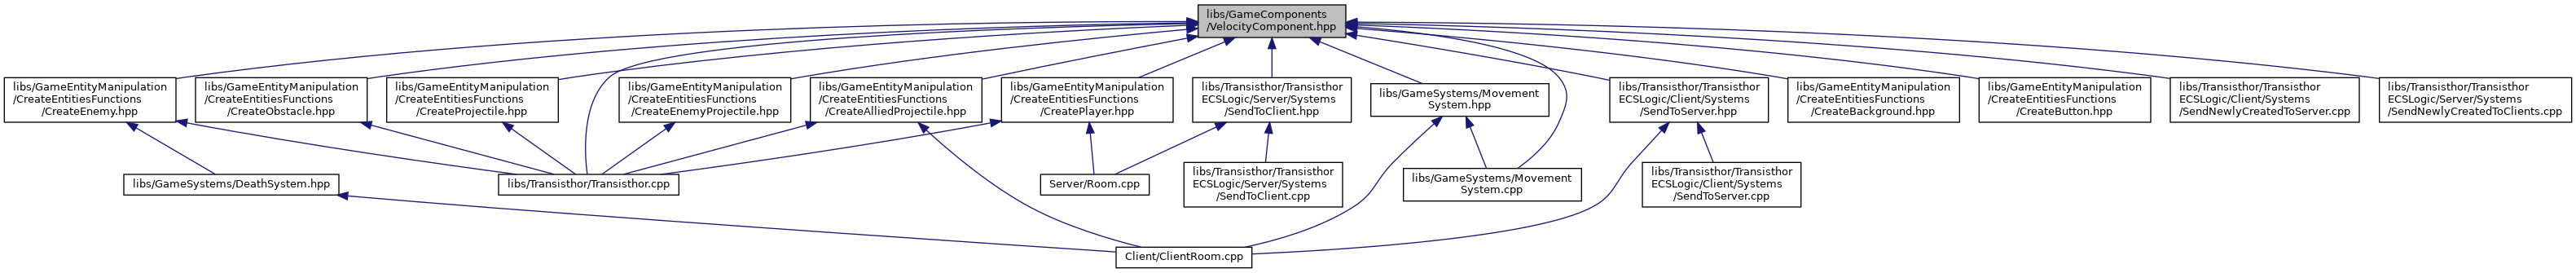 libs/GameComponents
/VelocityComponent.hpp
libs/GameEntityManipulation
/CreateEntitiesFunctions
/CreateEnemy.hpp
libs/GameEntityManipulation
/CreateEntitiesFunctions
/CreateObstacle.hpp
libs/GameEntityManipulation
/CreateEntitiesFunctions
/CreateProjectile.hpp
libs/GameEntityManipulation
/CreateEntitiesFunctions
/CreateEnemyProjectile.hpp
libs/GameEntityManipulation
/CreateEntitiesFunctions
/CreateAlliedProjectile.hpp
libs/GameEntityManipulation
/CreateEntitiesFunctions
/CreatePlayer.hpp
libs/Transisthor/Transisthor
ECSLogic/Server/Systems
/SendToClient.hpp
libs/GameSystems/Movement
System.hpp
libs/Transisthor/Transisthor
ECSLogic/Client/Systems
/SendToServer.hpp
libs/GameEntityManipulation
/CreateEntitiesFunctions
/CreateBackground.hpp
libs/GameEntityManipulation
/CreateEntitiesFunctions
/CreateButton.hpp
libs/Transisthor/Transisthor
ECSLogic/Client/Systems
/SendNewlyCreatedToServer.cpp
libs/Transisthor/Transisthor
ECSLogic/Server/Systems
/SendNewlyCreatedToClients.cpp
libs/GameSystems/DeathSystem.hpp
libs/Transisthor/Transisthor.cpp
Server/Room.cpp
libs/Transisthor/Transisthor
ECSLogic/Server/Systems
/SendToClient.cpp
libs/GameSystems/Movement
System.cpp
libs/Transisthor/Transisthor
ECSLogic/Client/Systems
/SendToServer.cpp
Client/ClientRoom.cpp